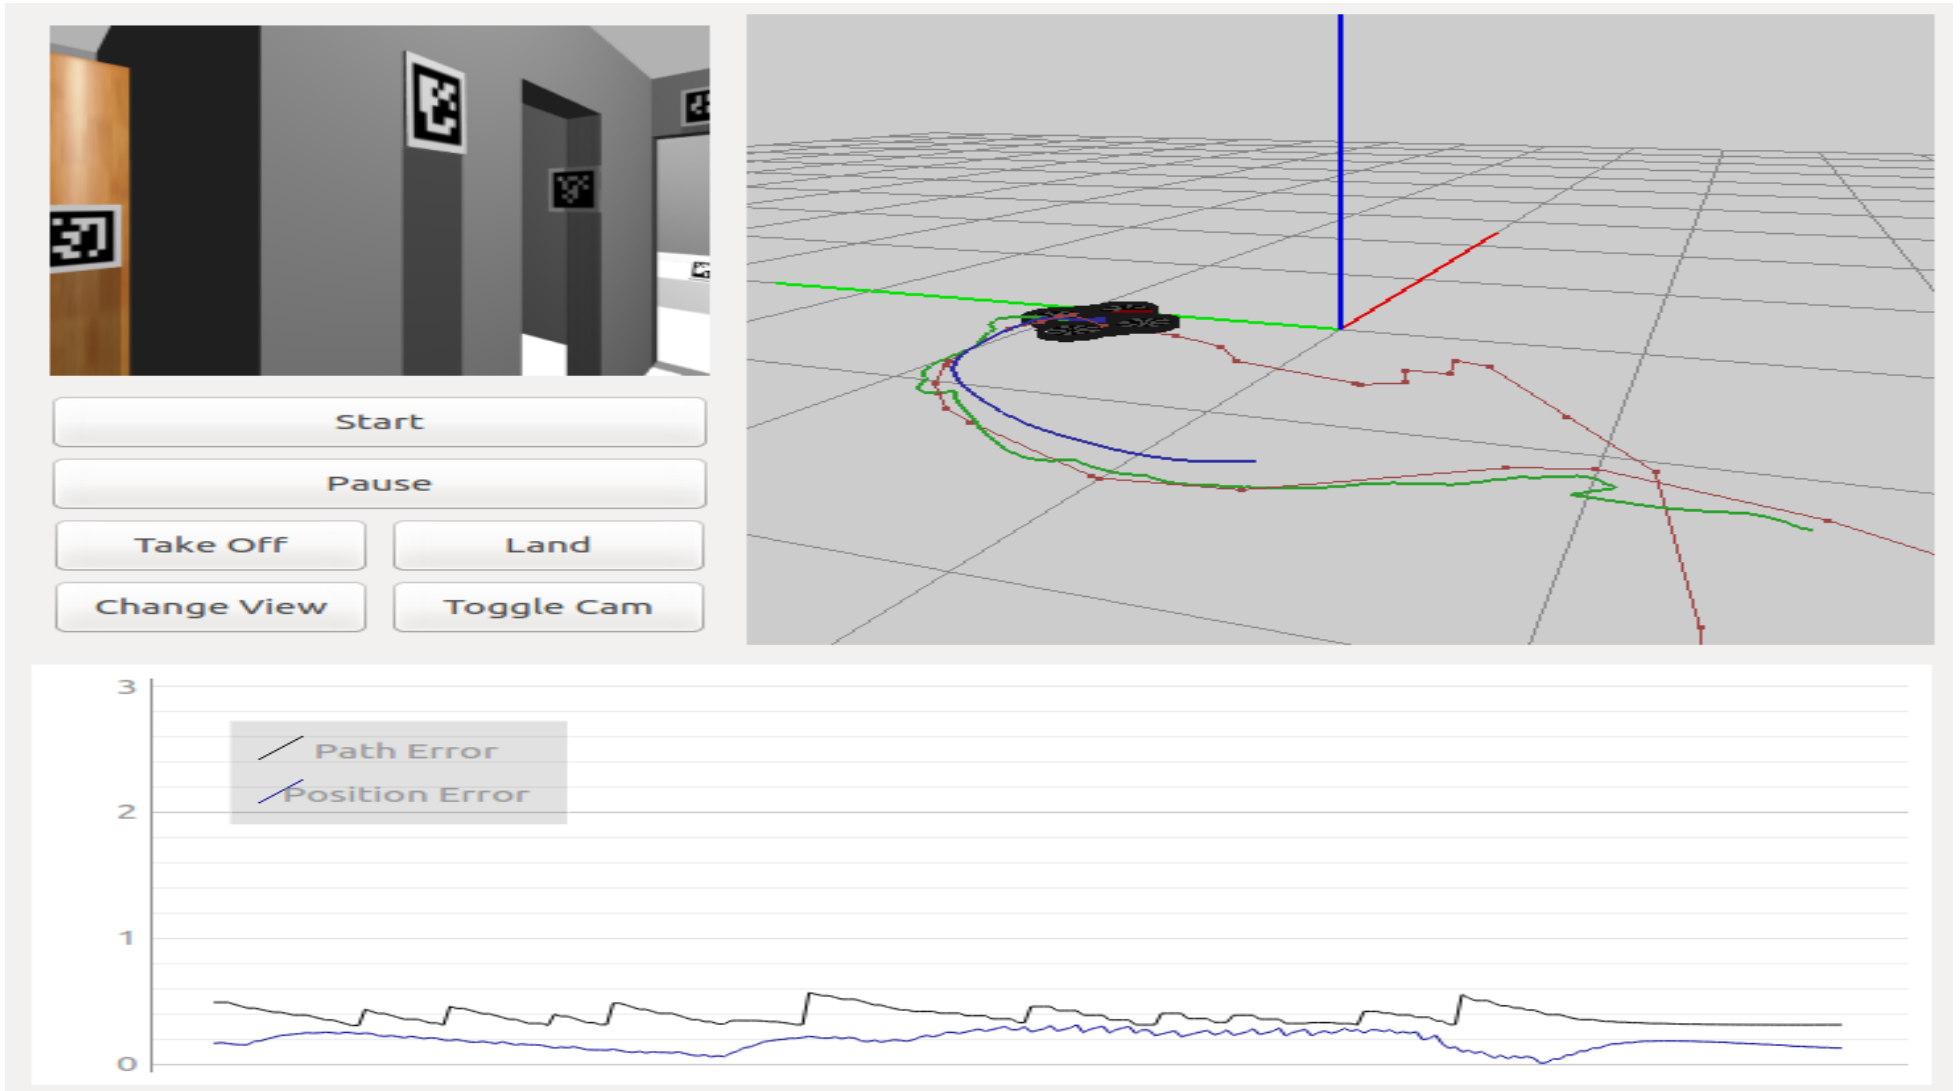 Start
Pause
Take Off
Land
Change View
Toggle Cam
3
Path Error
Position Error
2
1
0